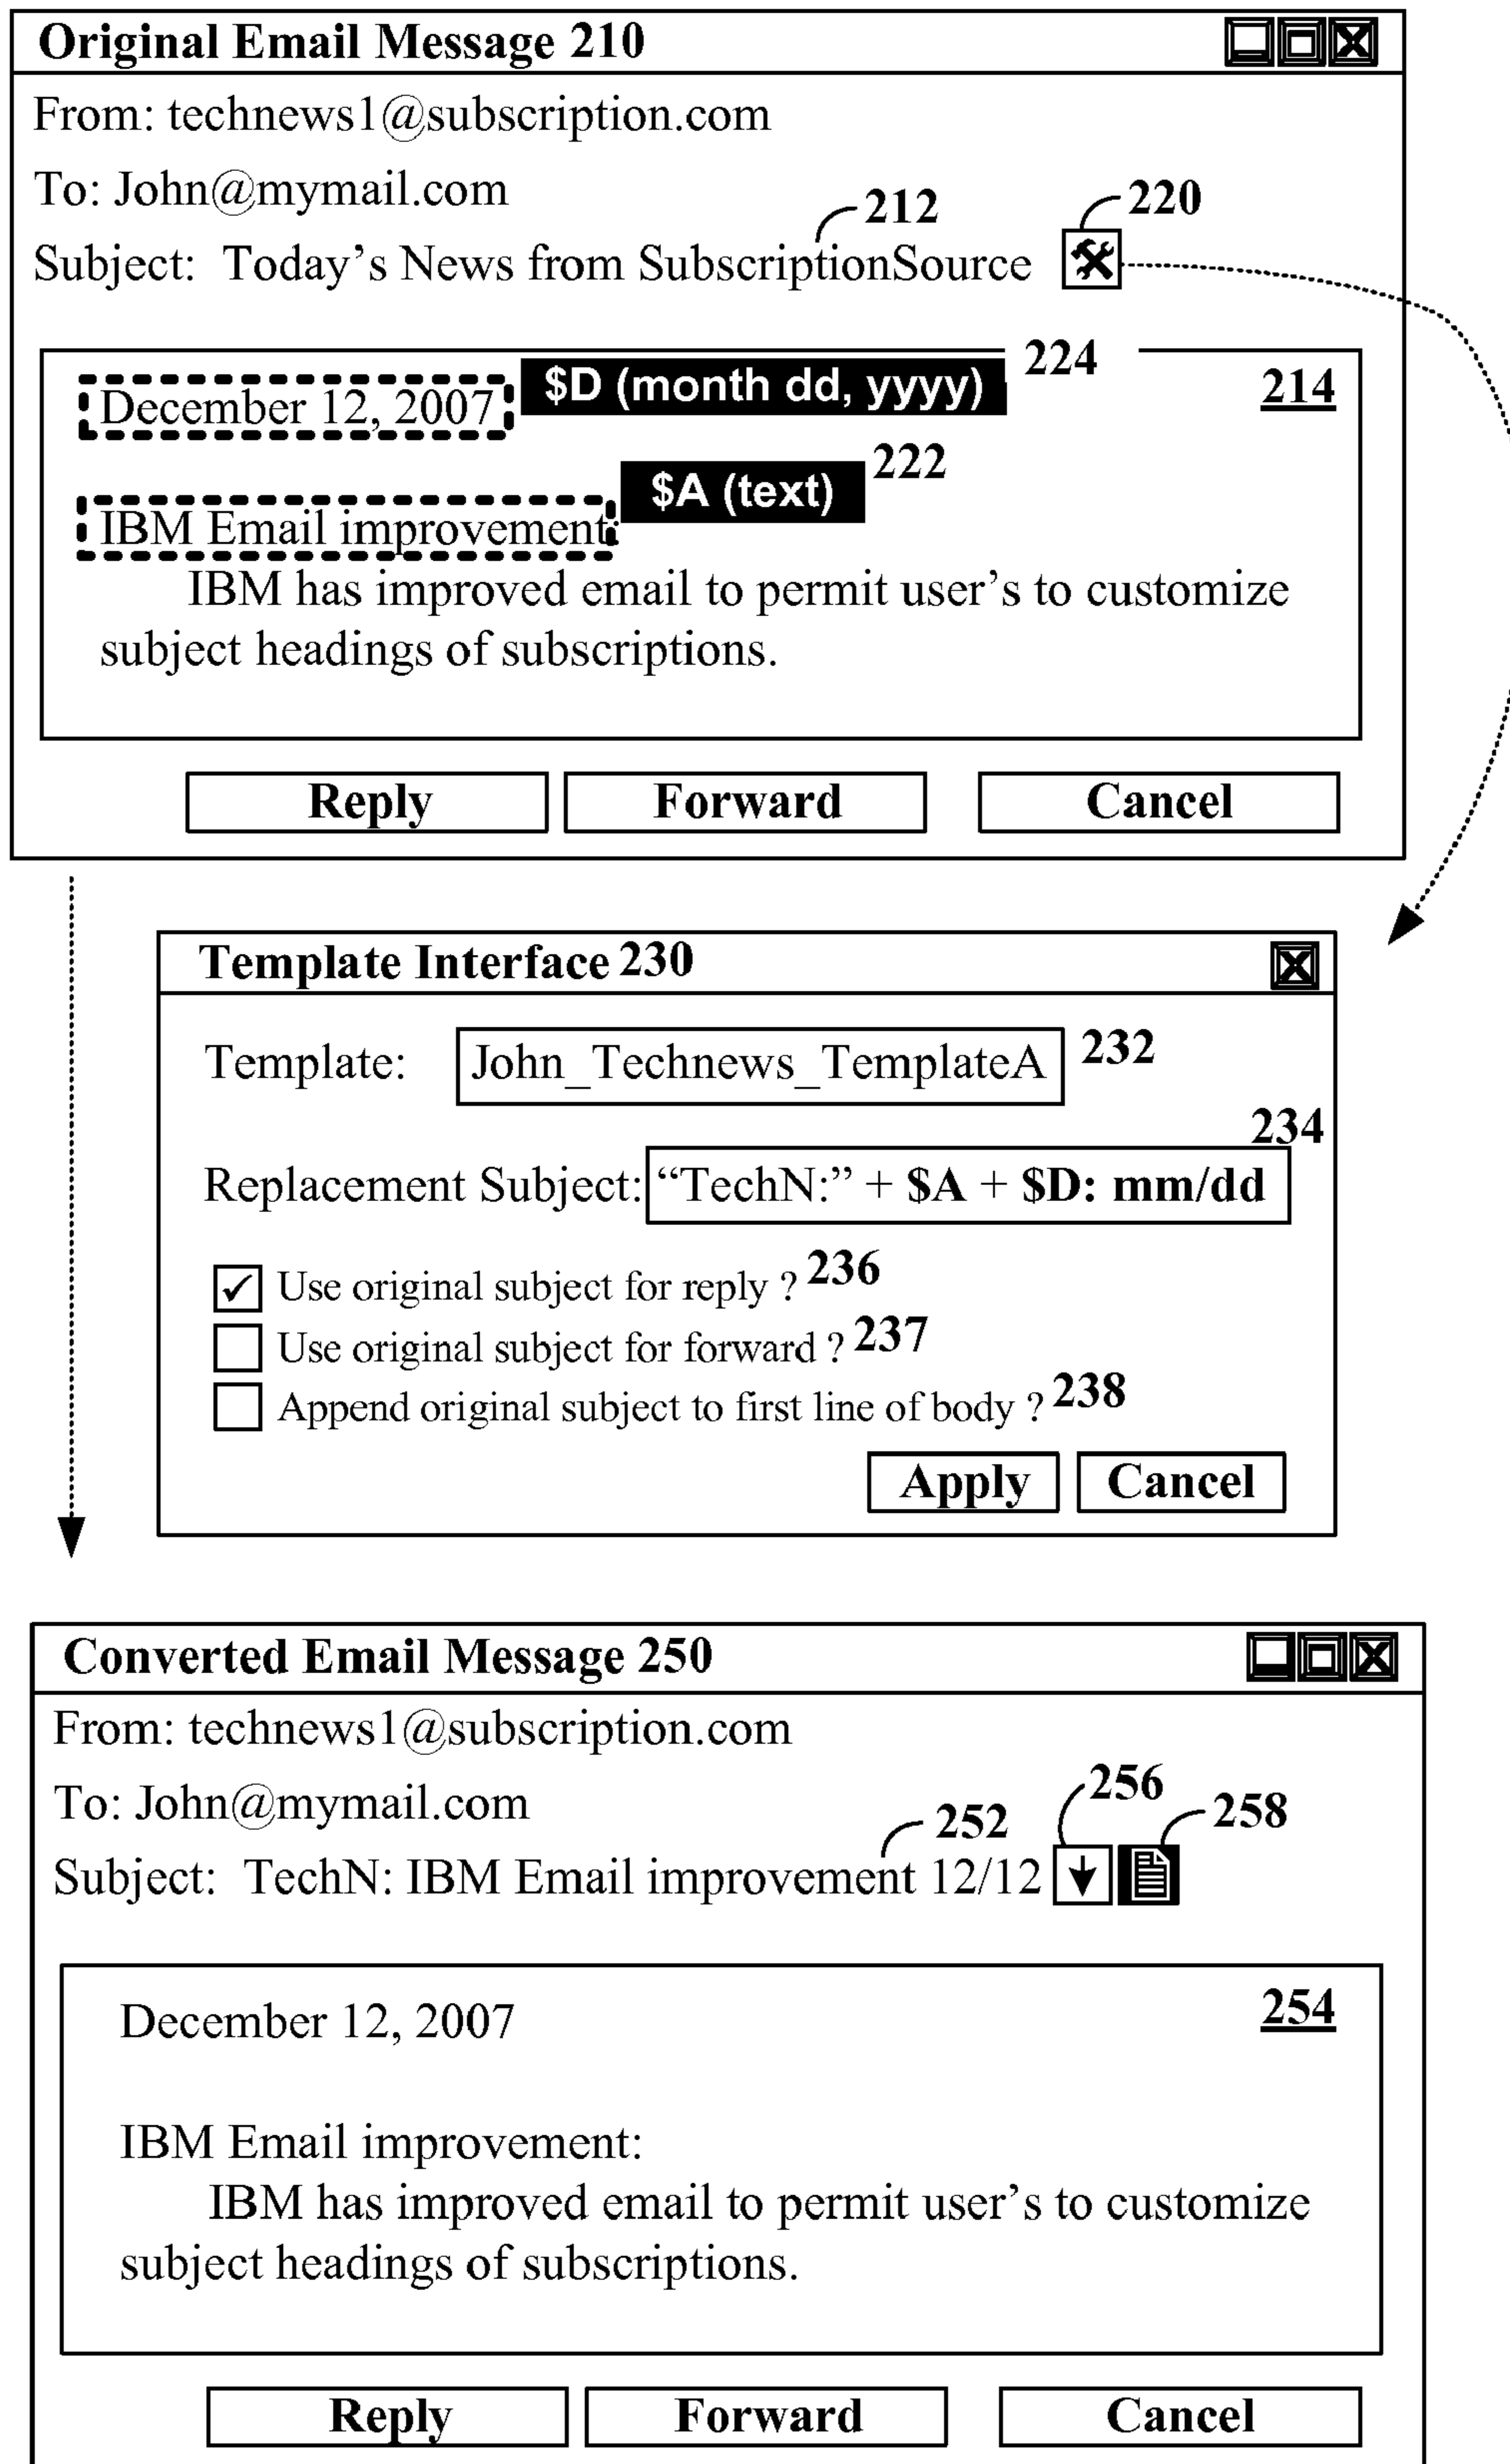 Original Email Message 210
From: technews1@subscription.com
To: John@mymail.com
212
220
Subject: Today’s News from SubscriptionSource
224
$D (month dd, yyyy)
214
December 12, 2007
222
$A (text)
IBM Email improvement:
IBM has improved email to permit user’s to customize
subject headings of subscriptions.
Reply Forward Cancel
Template Interface 230
Template: John_Technews_TemplateA 232
234
Replacement Subject: “TechN:” + $A + $D: mm/dd
Use original subject for reply ? 236
Use original subject for forward ? 237
Append original subject to first line of body ? 238
Apply Cancel
Converted Email Message 250
From: technews1@subscription.com
To: John@mymail.com
252
256
258
Subject: TechN: IBM Email improvement 12/12
254
December 12, 2007
IBM Email improvement:
IBM has improved email to permit user’s to customize
subject headings of subscriptions.
Reply Forward Cancel